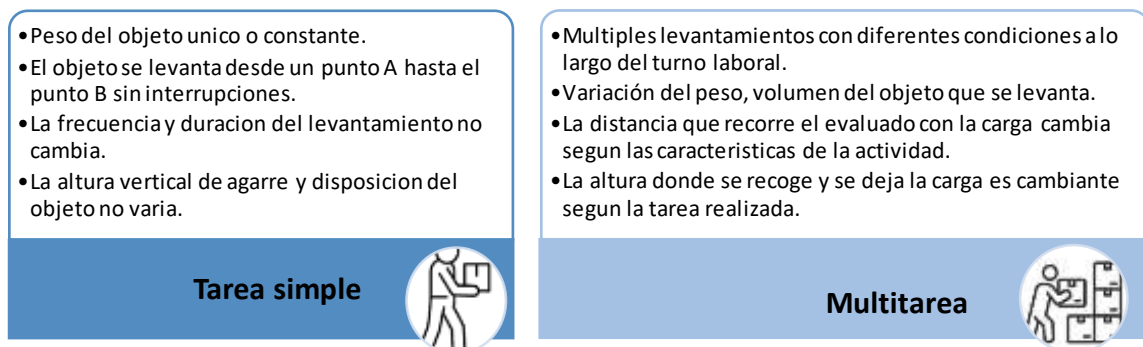 •Peso del objeto unico o constante.
•El objeto se levanta desde un punto A hasta el
punto B sin interrupciones.
•La frecuencia y duracion del levantamiento no
cambia.
•La altura vertical de agarre y disposicion del
objeto no varia.
Tarea simple
•Multiples levantamientos con diferentes condiciones a lo
largo del turno laboral.
•Variación del peso, volumen del objeto que se levanta.
•La distancia que recorre el evaluado con la carga cambia
segun las caracteristicas de la actividad.
•La altura donde se recoge y se deja la carga es cambiante
segun la tarea realizada.
Multitarea